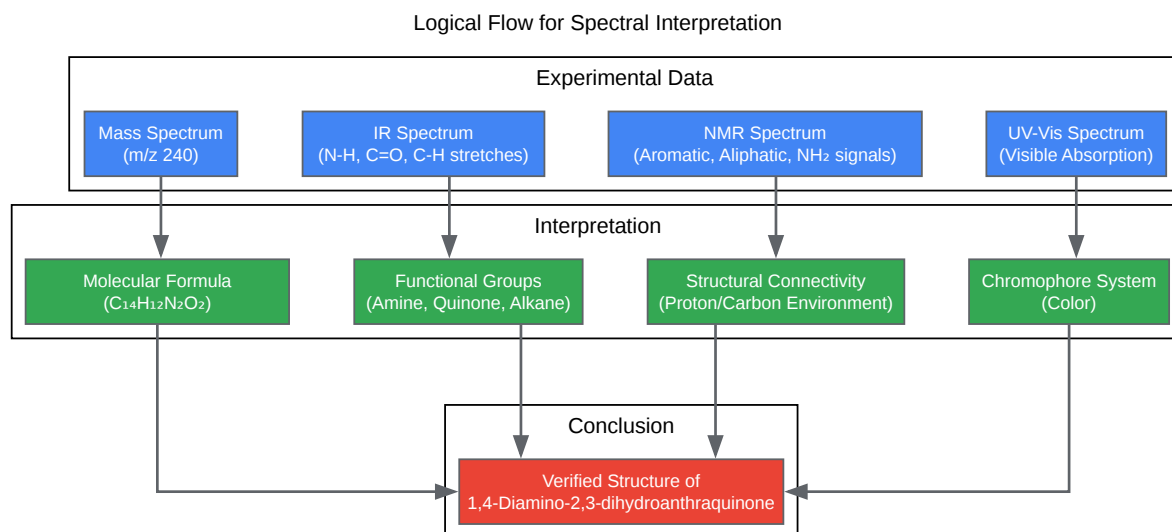 Logical Flow for Spectral Interpretation
Experimental Data
Mass Spectrum
(m/z 240)
IR Spectrum
(N-H, C=O, C-H stretches)
NMR Spectrum
(Aromatic, Aliphatic, NH₂ signals)
UV-Vis Spectrum
(Visible Absorption)
Interpretation
Molecular Formula
(C₁₄H₁₂N₂O₂)
Functional Groups
(Amine, Quinone, Alkane)
Structural Connectivity
(Proton/Carbon Environment)
Chromophore System
(Color)
Conclusion
Verified Structure of
1,4-Diamino-2,3-dihydroanthraquinone